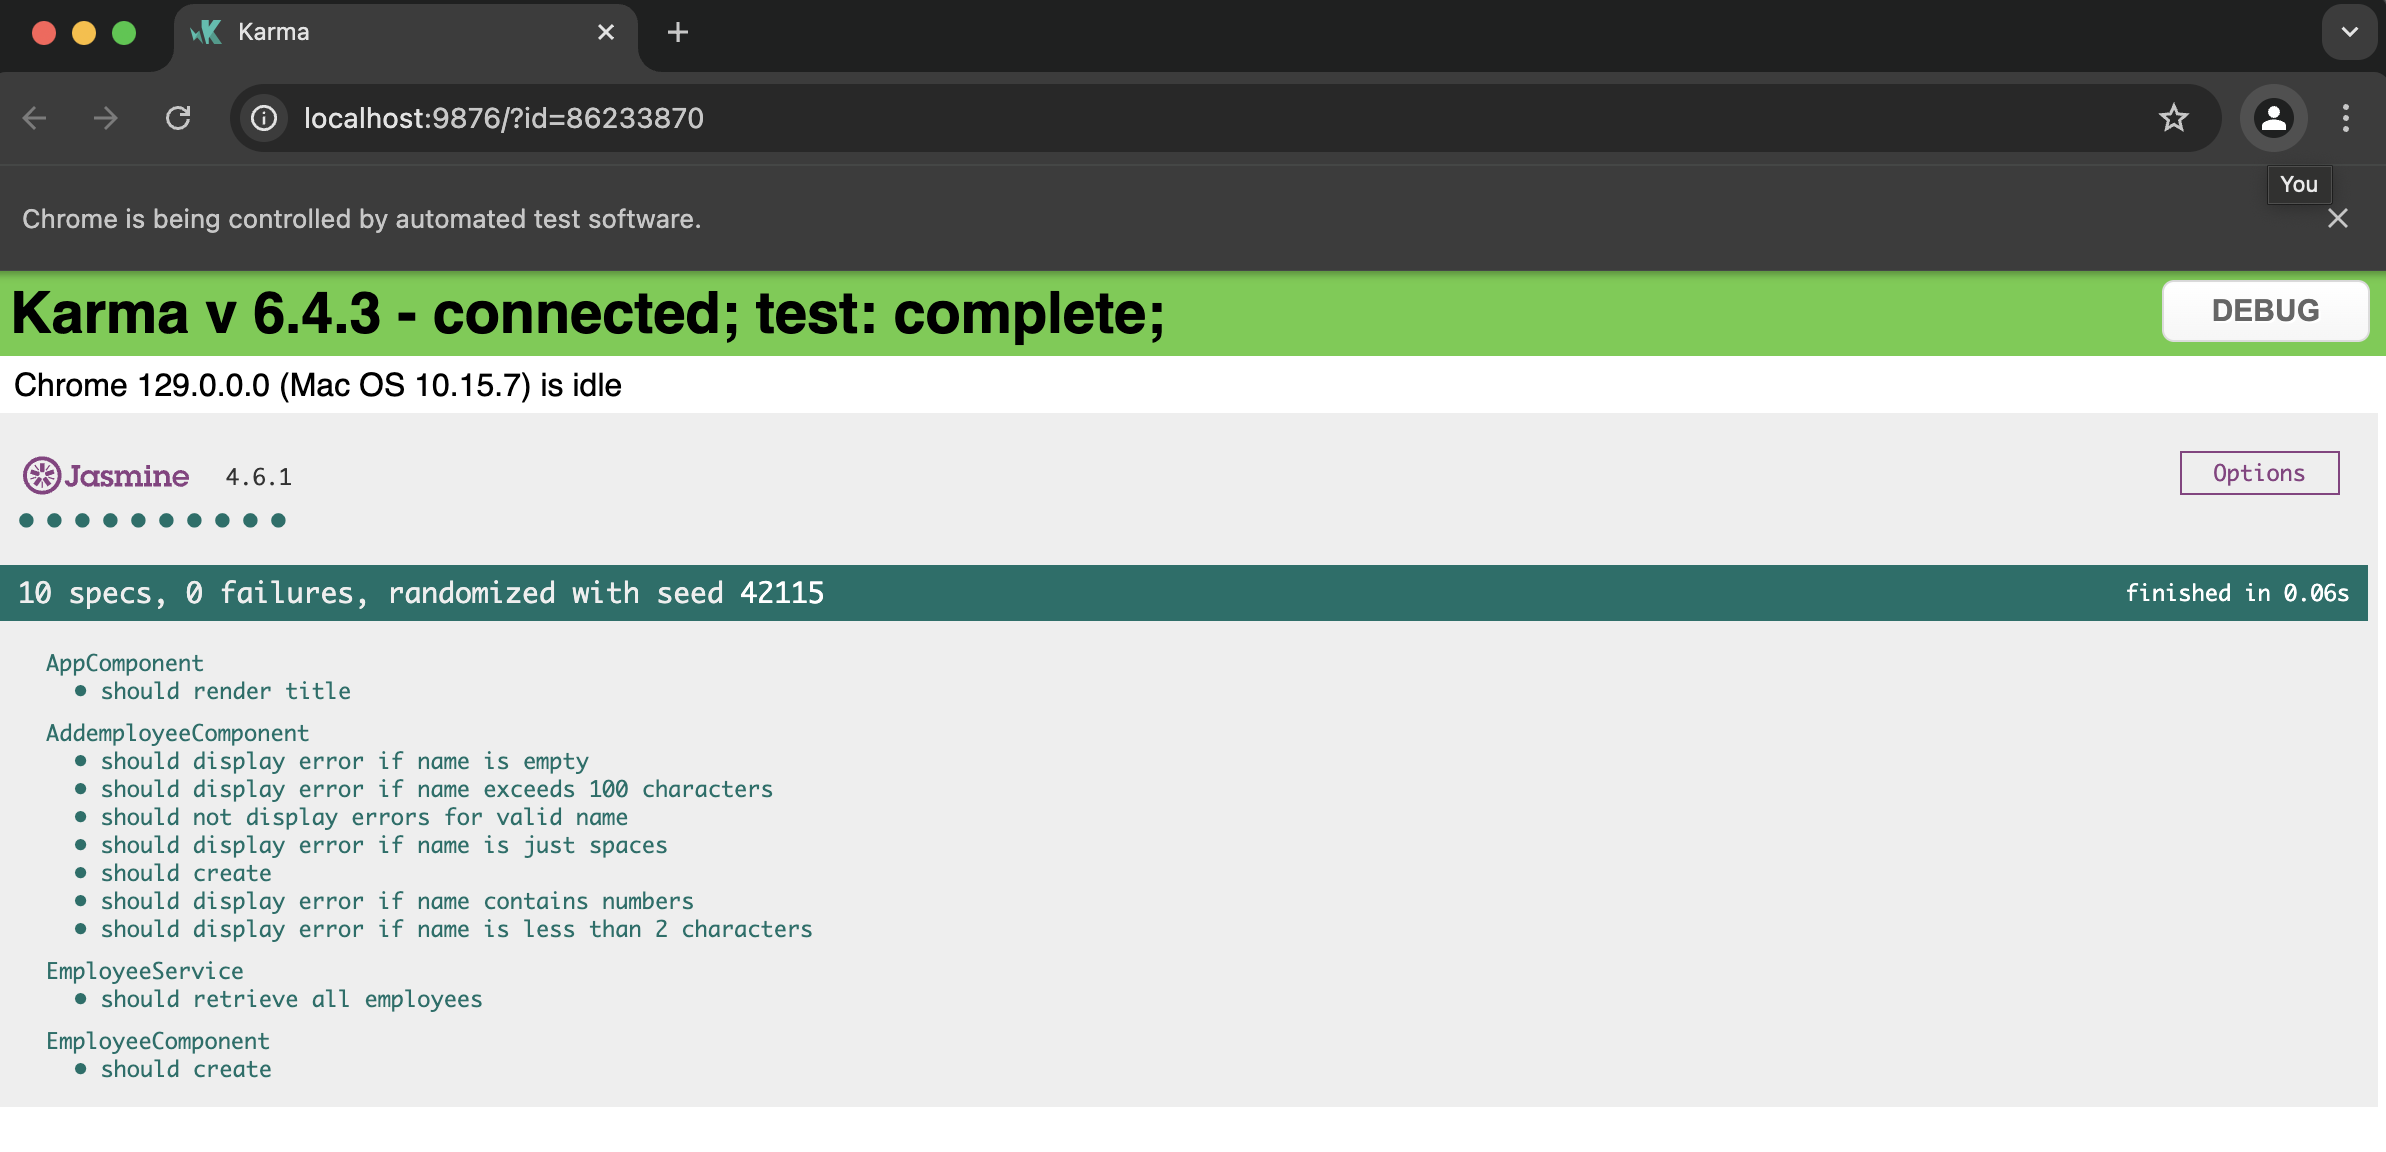 Karma
localhost:9876/?id=86233870
You
Chrome is being controlled by automated test software.
Karma v 6.4.3 - connected; test: complete;
DEBUG
Chrome 129.0.0.0 (Mac OS 10.15.7) is idle
Jasmine 4.6.1
Options
10 specs, 0 failures, randomized with seed 42115
finished in 0.06s
AppComponent
• should render title
AddemployeeComponent
• should display error if name is empty
• should display error if name exceeds 100 characters
• should not display errors for valid name
• should display error if name is just spaces
• should create
• should display error if name contains numbers
• should display error if name is less than 2 characters
EmployeeService
• should retrieve all employees
EmployeeComponent
• should create